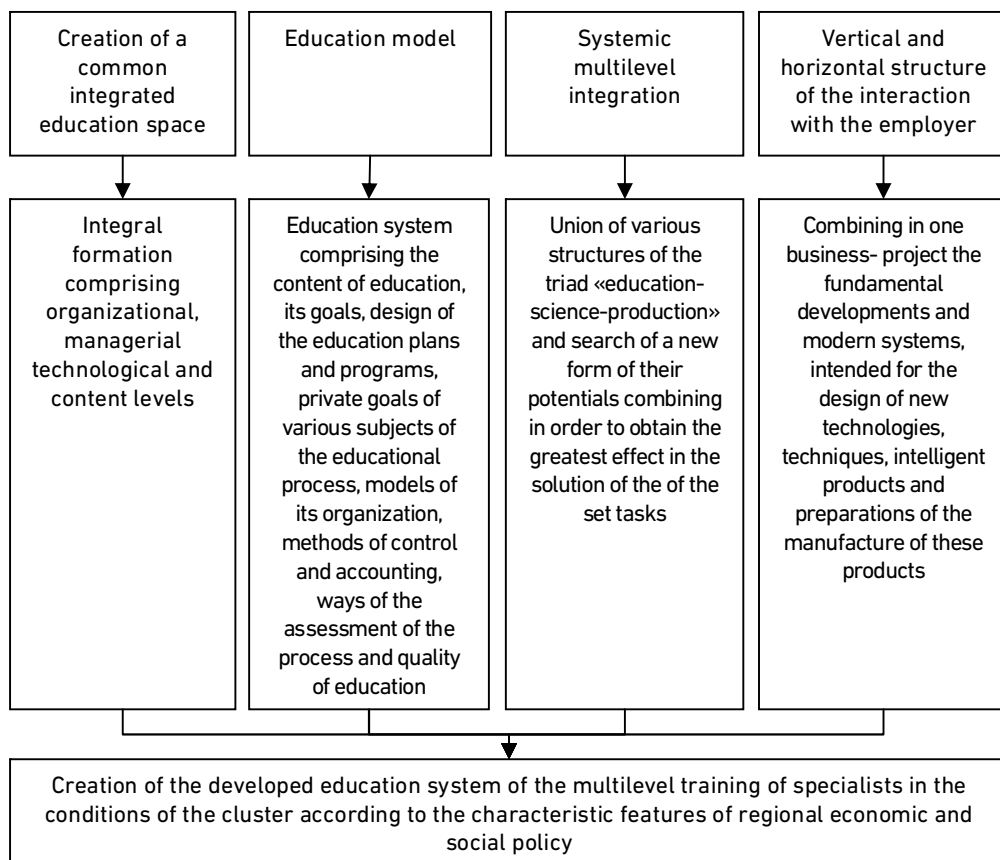 Creation of a
common
integrated
education space
Education model
Systemic
multilevel
integration
Vertical and
horizontal structure
of the interaction
with the employer
Integral
formation
comprising
organizational,
managerial
technological and
content levels
Education system
comprising the
content of education,
its goals, design of
the education plans
and programs,
private goals of
various subjects of
the educational
process, models of
its organization,
methods of control
and accounting,
ways of the
assessment of the
process and quality
of education
Union of various
structures of the
triad «education-
science-production»
and search of a new
form of their
potentials combining
in order to obtain the
greatest effect in the
solution of the of the
set tasks
Combining in one
business- project the
fundamental
developments and
modern systems,
intended for the
design of new
technologies,
techniques, intelligent
products and
preparations of the
manufacture of these
products
Creation of the developed education system of the multilevel training of specialists in the
conditions of the cluster according to the characteristic features of regional economic and
social policy